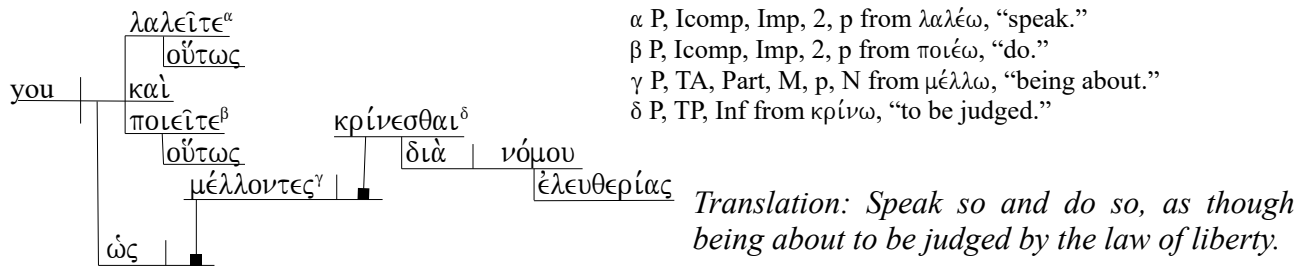 λαλεῖτεᵅ
οὕτως
you
καὶ
ποιεῖτεᵝ
οὕτως
κρίνεσθαιᵟ
διὰ νόμου
μέλλοντεςᵞ
ἐλευθερίας
ὡς
α P, Icomp, Imp, 2, p from λαλέω, “speak.”
β P, Icomp, Imp, 2, p from ποιέω, “do.”
γ P, TA, Part, M, p, N from μέλλω, “being about.”
δ P, TP, Inf from κρίνω, “to be judged.”
Translation: Speak so and do so, as though
being about to be judged by the law of liberty.